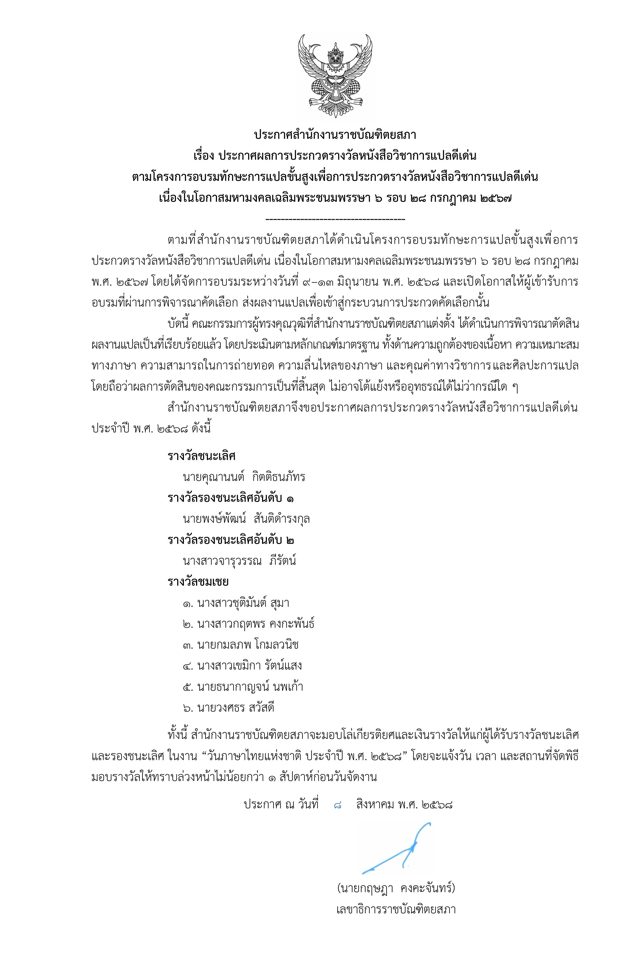 ประกาศสำนักงานราชบัณฑิตยสภา
เรื่อง ประกาศผลการประกวดรางวัลหนังสือวิชาการแปลดีเด่น
ตามโครงการอบรมทักษะการแปลขั้นสูงเพื่อการประกวดรางวัลหนังสือวิชาการแปลดีเด่น
เนื่องในโอกาสมหามงคลเฉลิมพระชนมพรรษา ๖ รอบ ๒๘ กรกฎาคม ๒๕๖๗
------------------------------------
ตามที่สำนักงานราชบัณฑิตยสภาได้ดำเนินโครงการอบรมทักษะการแปลขั้นสูงเพื่อการ
ประกวดรางวัลหนังสือวิชาการแปลดีเด่น เนื่องในโอกาสมหามงคลเฉลิมพระชนมพรรษา ๖ รอบ ๒๘ กรกฎาคม
พ.ศ. ๒๕๖๗ โดยได้จัดการอบรมระหว่างวันที่ ๙-๑๓ มิถุนายน พ.ศ. ๒๕๖๘ และเปิดโอกาสให้ผู้เข้ารับการ
อบรมที่ผ่านการพิจารณาคัดเลือก ส่งผลงานแปลเพื่อเข้าสู่กระบวนการประกวดคัดเลือกนั้น
บัดนี้ คณะกรรมการผู้ทรงคุณวุฒิที่สำนักงานราชบัณฑิตยสภาแต่งตั้ง ได้ดำเนินการพิจารณาตัดสิน
ผลงานแปลเป็นที่เรียบร้อยแล้ว โดยประเมินตามหลักเกณฑ์มาตรฐาน ทั้งด้านความถูกต้องของเนื้อหา ความเหมาะสม
ทางภาษา ความสามารถในการถ่ายทอด ความลื่นไหลของภาษา และคุณค่าทางวิชาการและศิลปะการแปล
โดยถือว่าผลการตัดสินของคณะกรรมการเป็นที่สิ้นสุด ไม่อาจโต้แย้งหรืออุทธรณ์ได้ไม่ว่ากรณีใด ๆ
สำนักงานราชบัณฑิตยสภาจึงขอประกาศผลการประกวดรางวัลหนังสือวิชาการแปลดีเด่น
ประจำปี พ.ศ. ๒๕๖๘ ดังนี้
รางวัลชนะเลิศ
นายคุณานนต์ กิตติธนภัทร
รางวัลรองชนะเลิศอันดับ ๑
นายพงษ์พัฒน์ สันติดำรงกุล
รางวัลรองชนะเลิศอันดับ ๒
นางสาวจารุวรรณ ภีรัตน์
รางวัลชมเชย
๑. นางสาวชุติมันต์ สุมา
๒. นางสาวกฤตพร คงกะพันธ์
๓. นายกมลภพ โกมลวนิช
๔. นางสาวเขมิกา รัตน์แสง
๕. นายธนากาญจน์ นพเก้า
๖. นายวงศธร สวัสดี
ทั้งนี้ สำนักงานราชบัณฑิตยสภาจะมอบโล่เกียรติยศและเงินรางวัลให้แก่ผู้ได้รับรางวัลชนะเลิศ
และรองชนะเลิศ ในงาน “วันภาษาไทยแห่งชาติ ประจำปี พ.ศ. ๒๕๖๘” โดยจะแจ้งวัน เวลา และสถานที่จัดพิธี
มอบรางวัลให้ทราบล่วงหน้าไม่น้อยกว่า ๑ สัปดาห์ก่อนวันจัดงาน
ประกาศ ณ วันที่ ๘ สิงหาคม พ.ศ. ๒๕๖๘
(นายกฤษฎา คงคะจันทร์)
เลขาธิการราชบัณฑิตยสภา